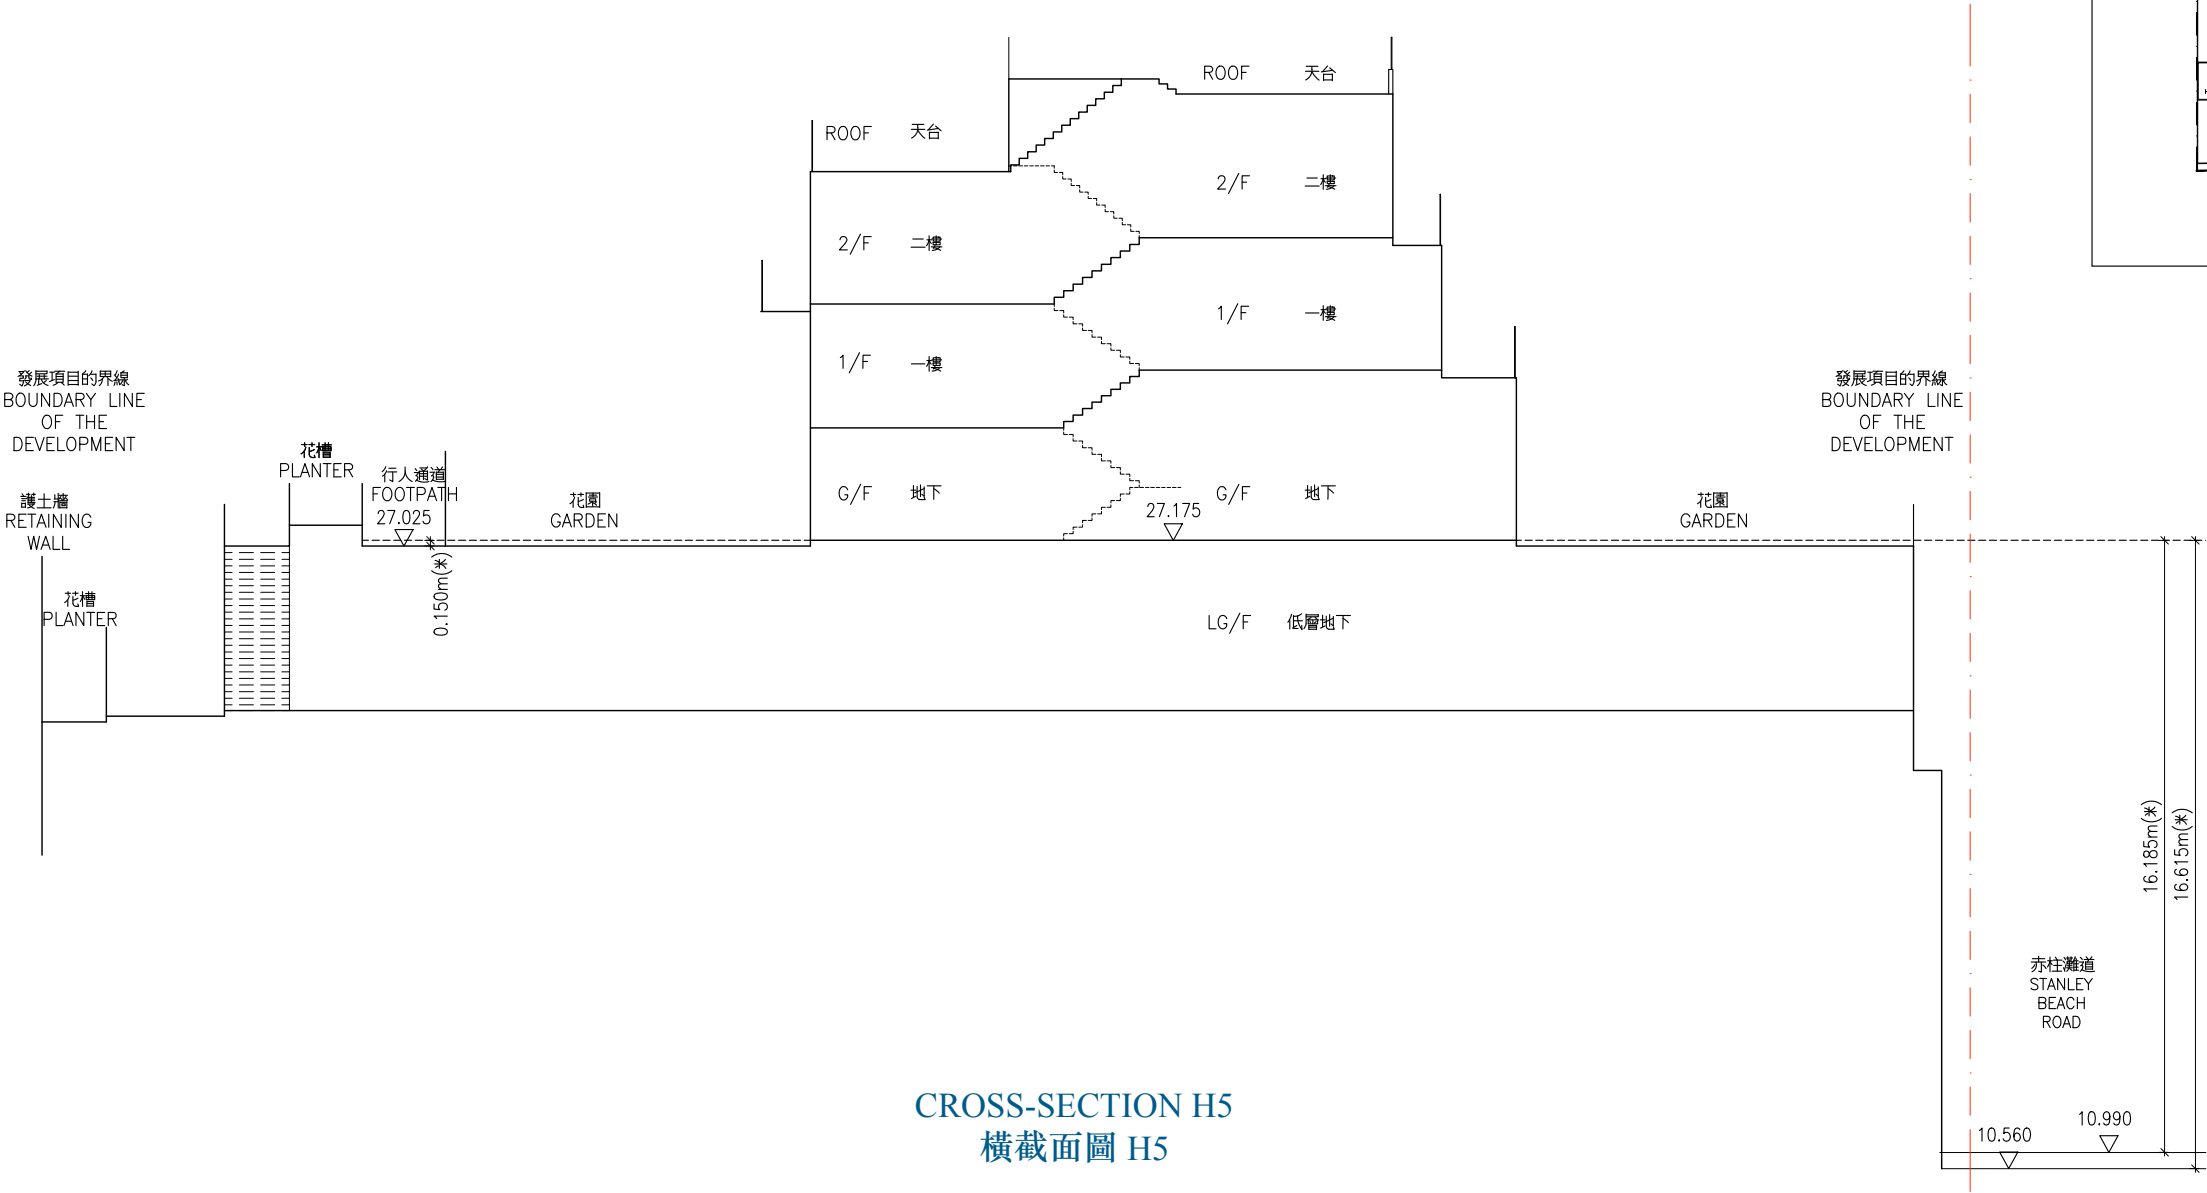 ROOF 天台
ROOF 天台
2/F 二樓
2/F 二樓
1/F 一樓
1/F 一樓
發展項目的界線
BOUNDARY LINE
OF THE
DEVELOPMENT
發展項目的界線
BOUNDARY LINE
OF THE
DEVELOPMENT
護土牆
RETAINING
WALL
花槽
PLANTER
花槽
PLANTER
行人通道
FOOTPATH
27.025
0.150m(米)
花園
GARDEN
G/F 地下
27.175
G/F 地下
花園
GARDEN
LG/F 低層地下
16.185m(米)
16.615m(米)
赤柱灘道
STANLEY
BEACH
ROAD
10.560
10.990
CROSS-SECTION H5
橫截面圖 H5